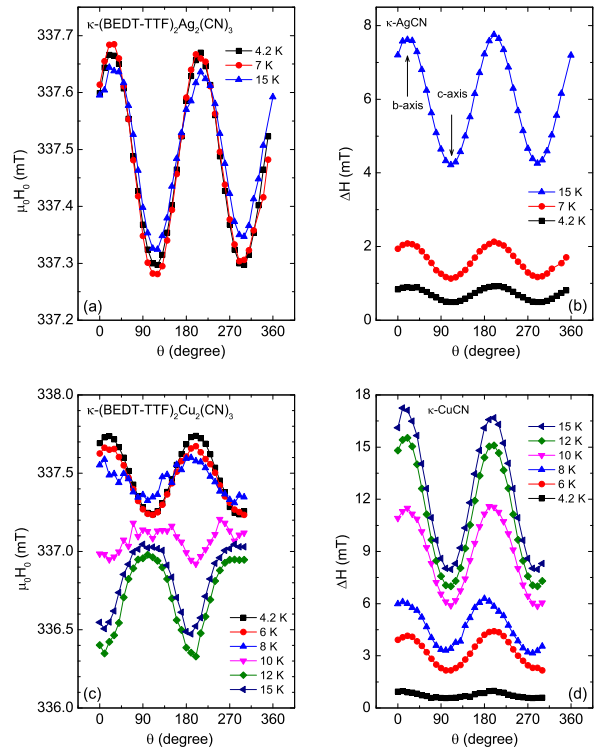 κ-(BEDT-TTF)₂Ag₂(CN)₃
4.2 K
7 K
15 K
337.7
337.6
337.5
337.4
337.3
337.2
μ₀H₀ (mT)
(a)
0 90 180 270 360
θ (degree)
κ-AgCN
b-axis
c-axis
15 K
7 K
4.2 K
8
6
4
2
0
ΔH (mT)
(b)
0 90 180 270 360
θ (degree)
κ-(BEDT-TTF)₂Cu₂(CN)₃
338.0
337.5
337.0
336.5
336.0
μ₀H₀ (mT)
4.2 K
6 K
8 K
10 K
12 K
15 K
(c)
0 90 180 270 360
θ (degree)
κ-CuCN
15 K
12 K
10 K
8 K
6 K
4.2 K
18
15
12
9
6
3
0
ΔH (mT)
(d)
0 90 180 270 360
θ (degree)